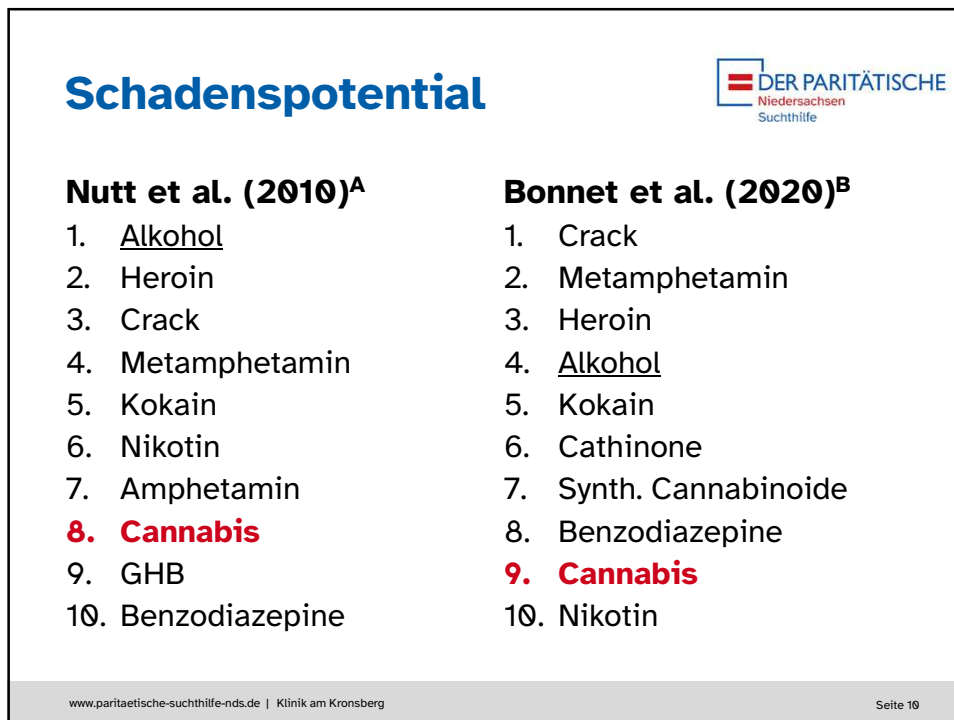 Schadenspotential
DER PARITÄTISCHE
Niedersachsen
Suchthilfe
Nutt et al. (2010)A
1. Alkohol
2. Heroin
3. Crack
4. Metamphetamin
5. Kokain
6. Nikotin
7. Amphetamin
8. Cannabis
9. GHB
10. Benzodiazepine
Bonnet et al. (2020)B
1. Crack
2. Metamphetamin
3. Heroin
4. Alkohol
5. Kokain
6. Cathinone
7. Synth. Cannabinoide
8. Benzodiazepine
9. Cannabis
10. Nikotin
www.paritaetische-suchthilfe-nds.de | Klinik am Kronsberg
Seite 10